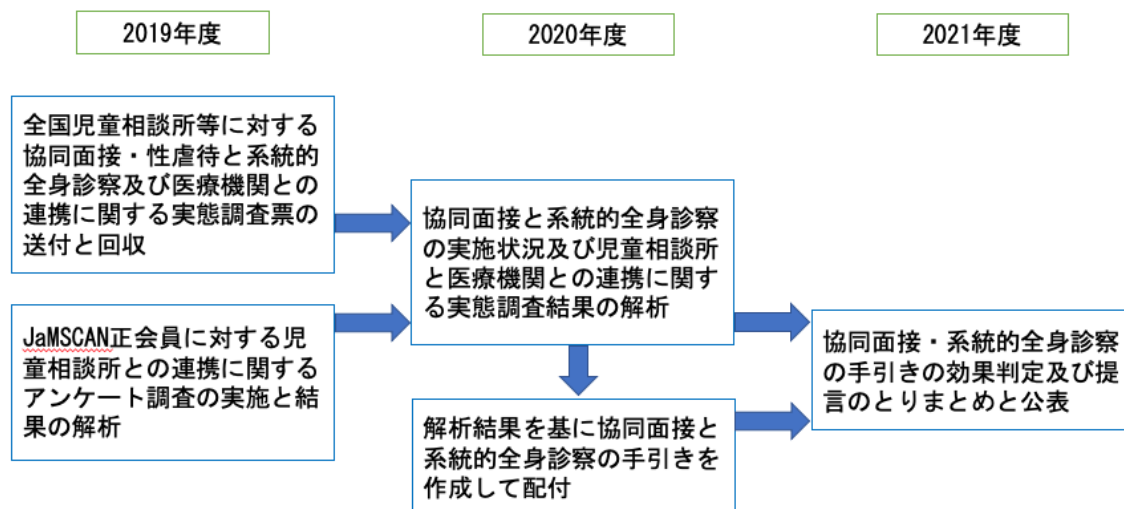 2019年度
2020年度
2021年度
全国児童相談所等に対する
協同面接・性虐待と系統的
全身診察及び医療機関との
連携に関する実態調査票の
送付と回収
JaMSCAN正会員に対する児
童相談所との連携に関する
アンケート調査の実施と結
果の解析
協同面接と系統的全身診察
の実施状況及び児童相談所
と医療機関との連携に関す
る実態調査結果の解析
解析結果を基に協同面接と
系統的全身診察の手引きを
作成して配付
協同面接・系統的全身診察
の手引きの効果判定及び提
言のとりまとめと公表